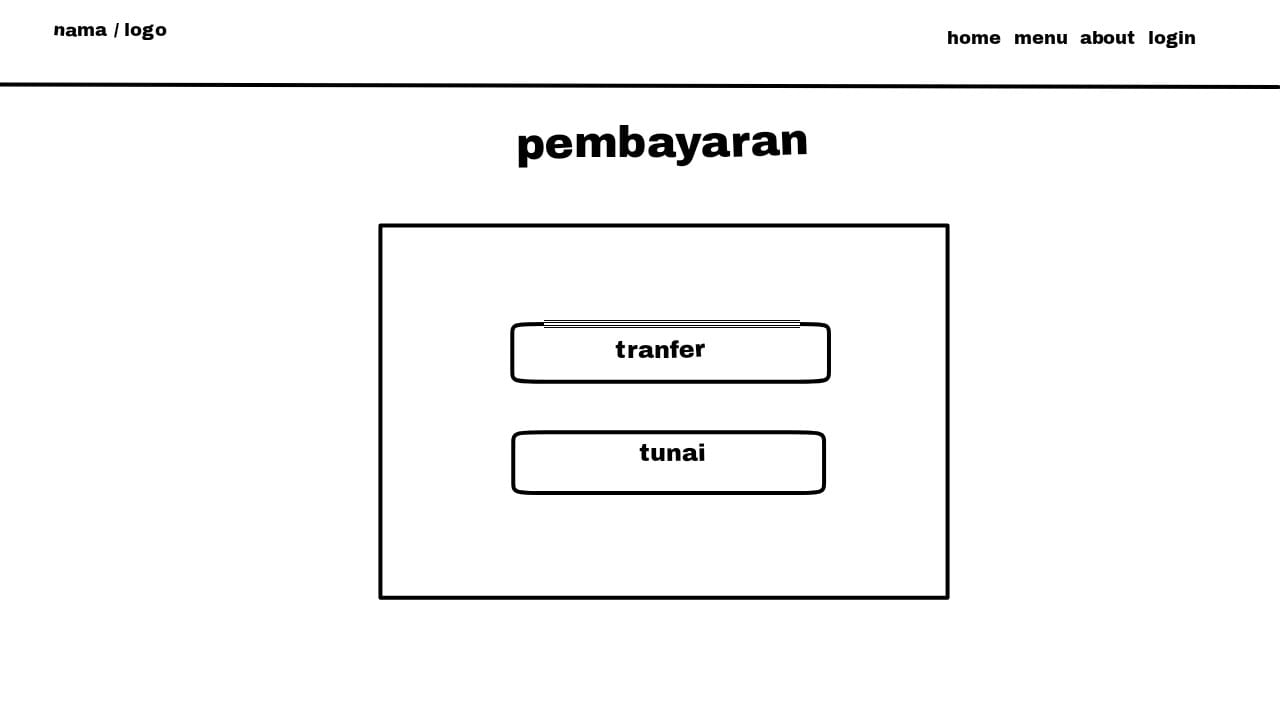 nama / logo
home menu about login
pembayaran
tranfer
tunai